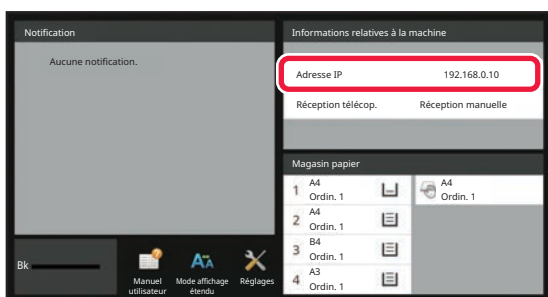 Notification
Aucune notification.
Informations relatives à la machine
Adresse IP 192.168.0.10
Réception télécop. Réception manuelle
Magasin papier
1 A4
Ordin. 1
A4
Ordin. 1
2 A4
Ordin. 1
3 B4
Ordin. 1
4 A3
Ordin. 1
Bk
Manuel
utilisateur
Mode affichage
étendu
Réglages